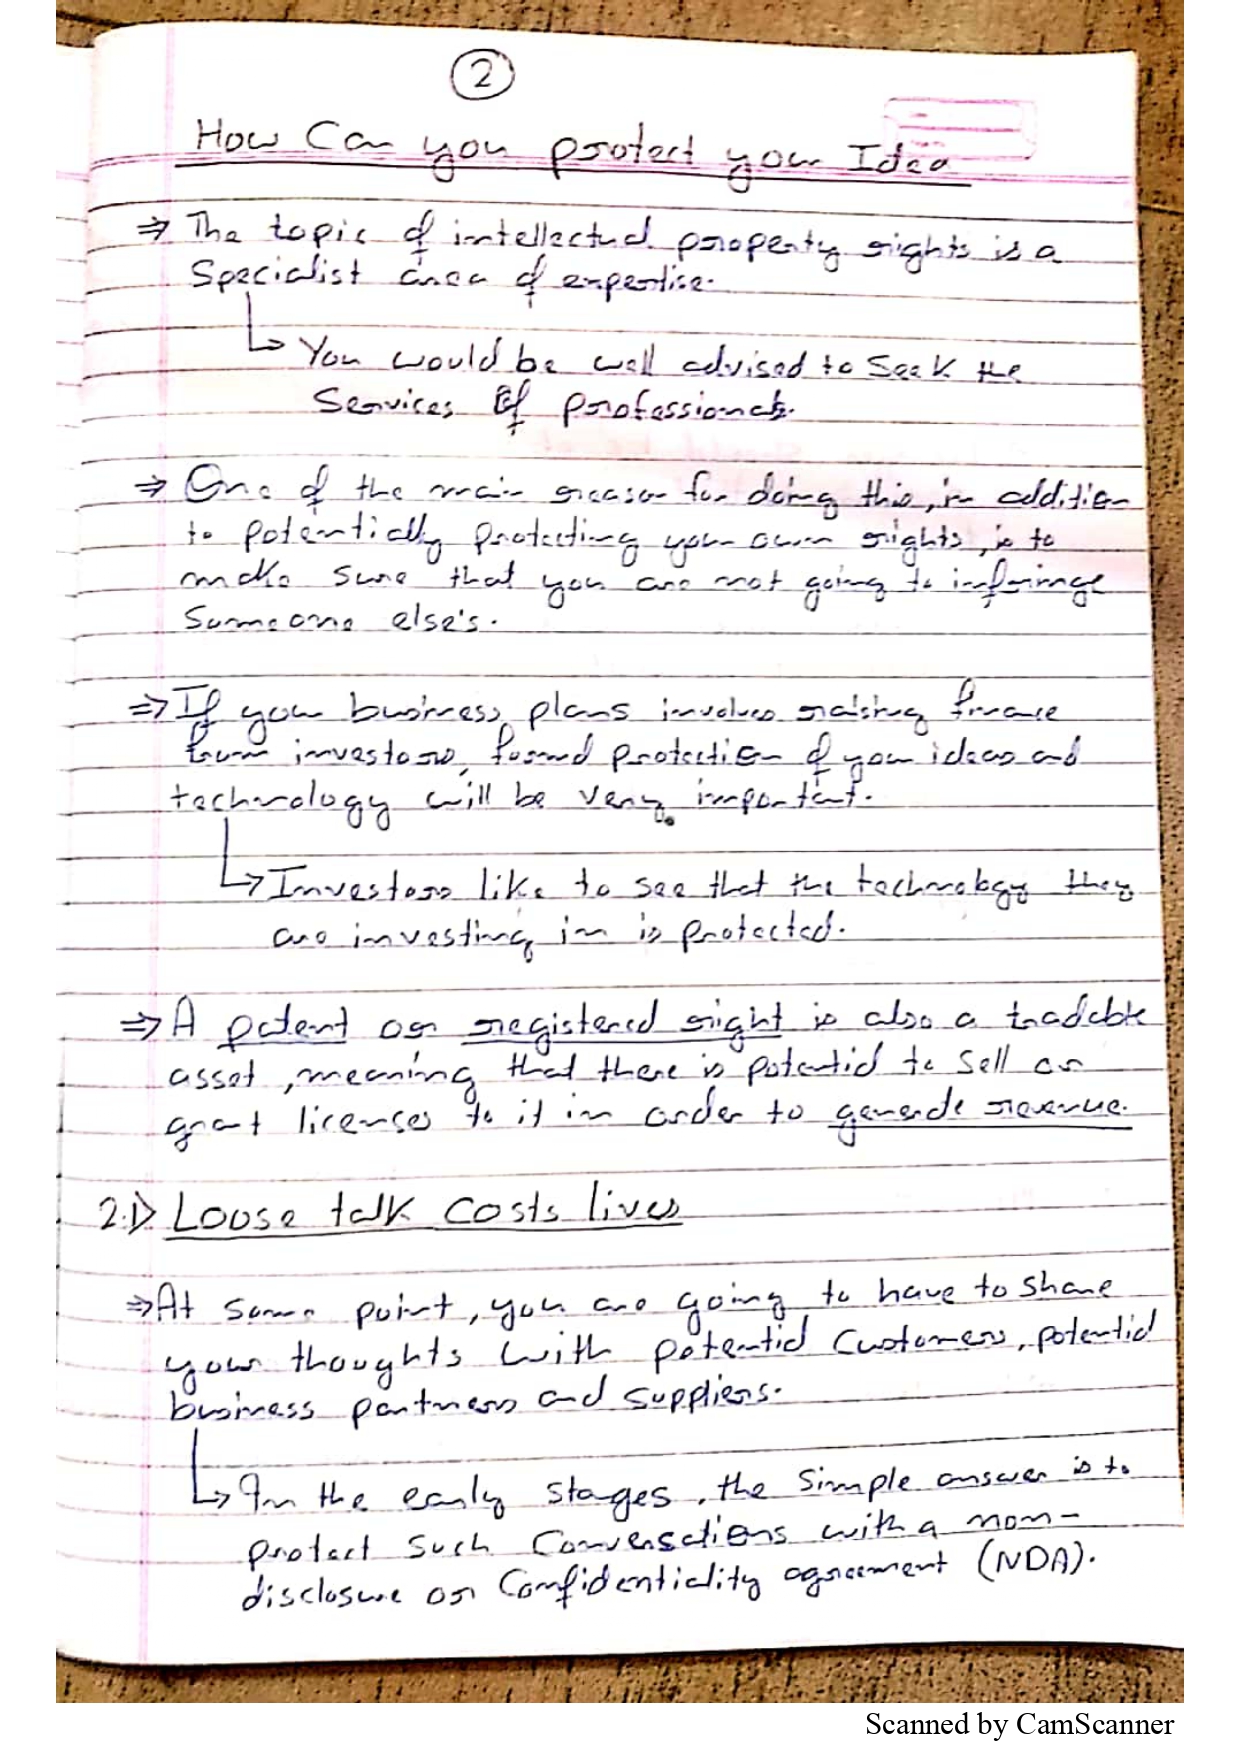 2
How Can you protect your Idea
⇒ The topic of intellectual property rights is a
Specialist area of expertise.
↳ You would be well advised to Seek the
Services of professionals.
⇒ One of the main reason for doing this, in addition
to potentially protecting your own rights, is to
make sure that you are not going to infringe
Someone else's.
⇒ If your business plans involves raising finance
from investors, formal protection of your ideas and
technology will be very important.
↳ Investors like to see that the technology they
are investing in is protected.
⇒ A patent or registered right is also a tradable
asset, meaning that there is potential to sell or
grant licenses to it in order to generate revenue.
2.1) Loose talk costs lives
⇒ At some point, you are going to have to share
your thoughts with potential Customers, potential
business partners and suppliers.
↳ In the early stages, the simple answer is to
protect such Conversations with a non-
disclosure or Confidentiality agreement (NDA).
Scanned by CamScanner